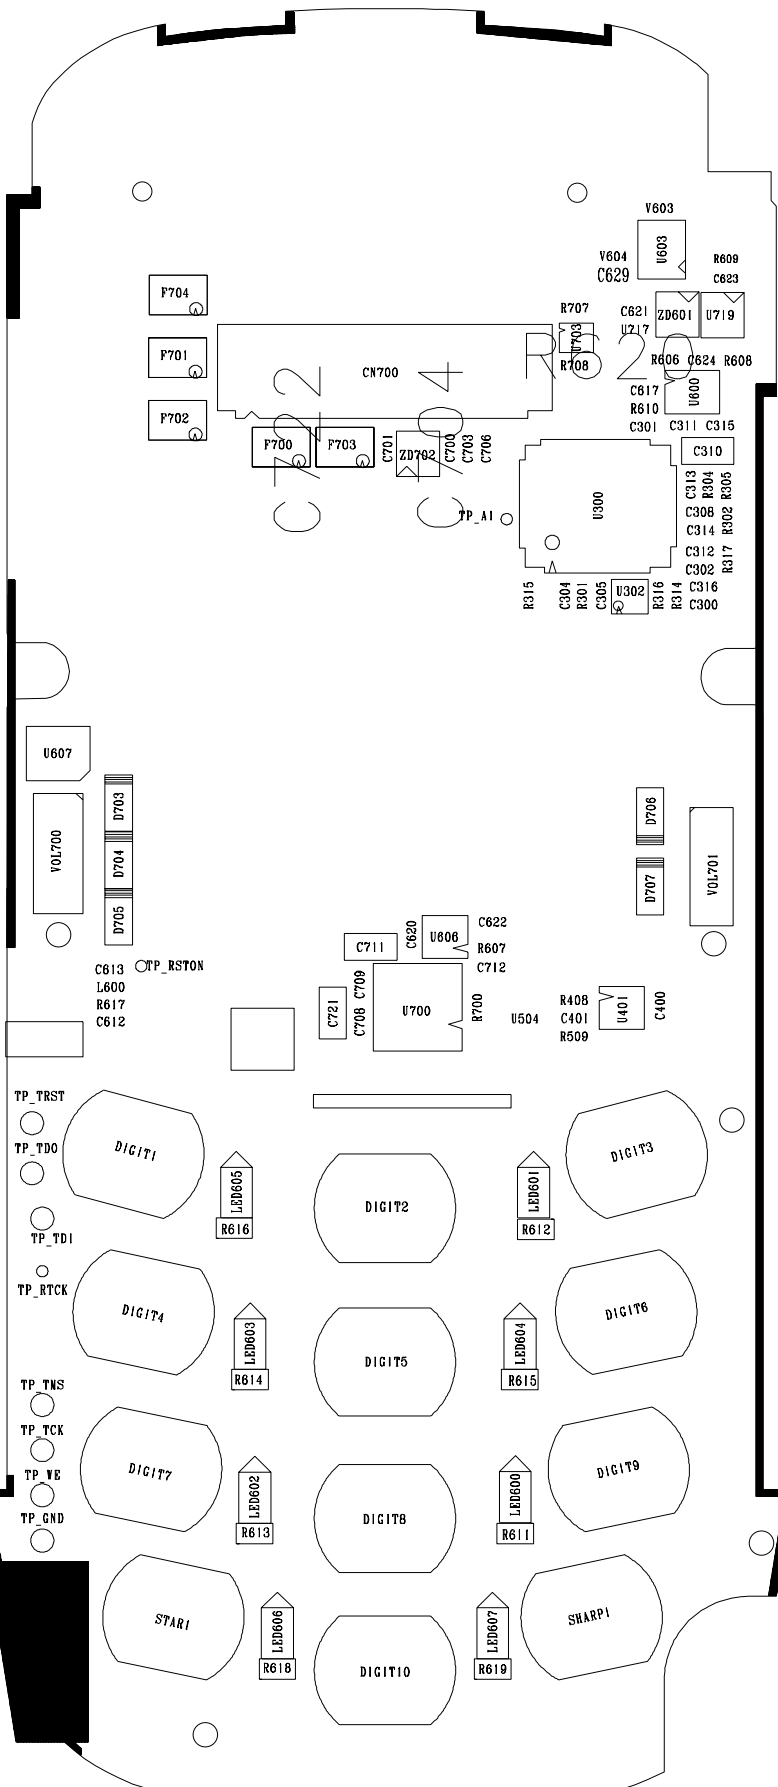 V603
U603
V604
C629
R609
C623
F704
R707
C621
ZD601
U719
U703
U717
R620
F701
CN700
R708
R606
C624
R608
C722
C704
C617
U600
R610
F702
C301
C311
C315
F700
F703
C701
ZD702
C700
C703
C706
C310
C313
R304
R305
U300
TP_A1
C308
C314
R302
C312
C302
R317
R315
C304
R301
C305
U302
R316
R314
C316
C300
U607
D703
D706
VOL700
D704
VOL701
D707
D705
C622
C620
U606
C711
R607
C613
TP_RSTON
C712
L600
C709
R617
C721
U700
R700
R408
U401
C400
C612
C708
U504
C401
R509
TP_TRST
TP_TDO
DIGIT1
DIGIT3
LED605
LED601
DIGIT2
R616
R612
TP_TDI
TP_RTCK
DIGIT4
DIGIT6
LED603
LED604
DIGIT5
R614
R615
TP_TMS
TP_TCK
DIGIT7
DIGIT9
TP_WE
LED602
LED600
TP_GND
DIGIT8
R613
R611
STAR1
SHARP1
LED606
LED607
R618
DIGIT10
R619